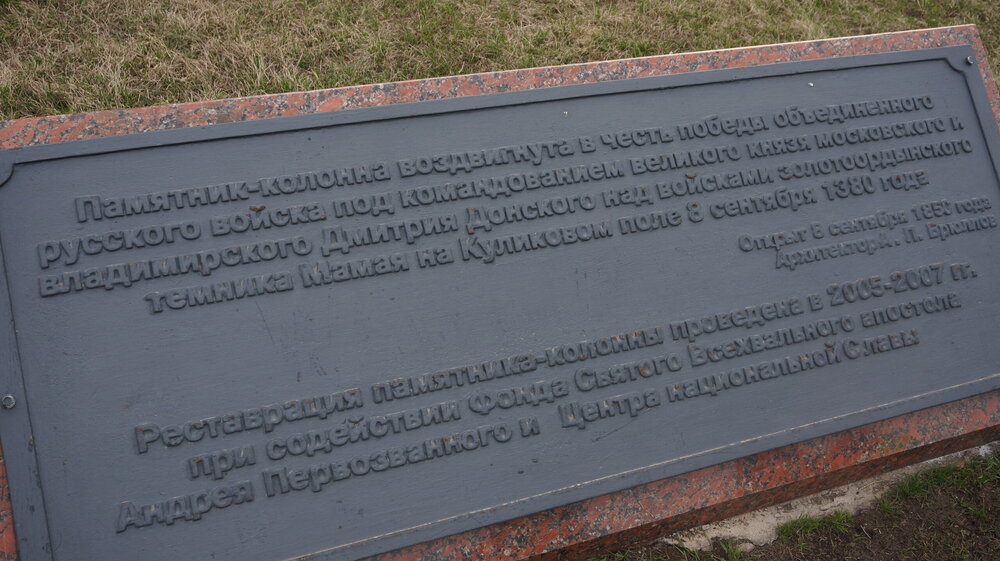 Памятник-колонна воздвигнута в честь победы объединенного
русского войска под командованием великого князя московского и
владимирского Дмитрия Донского над войсками золотоордынского
темника Мамая на Куликовом поле 8 сентября 1380 года
Открыт 8 сентября 1850 года
Архитектор А. П. Брюллов
Реставрация памятника-колонны проведена в 2005-2007 гг.
при содействии Фонда Святого Всехвального апостола
Андрея Первозванного и Центра национальной Славы